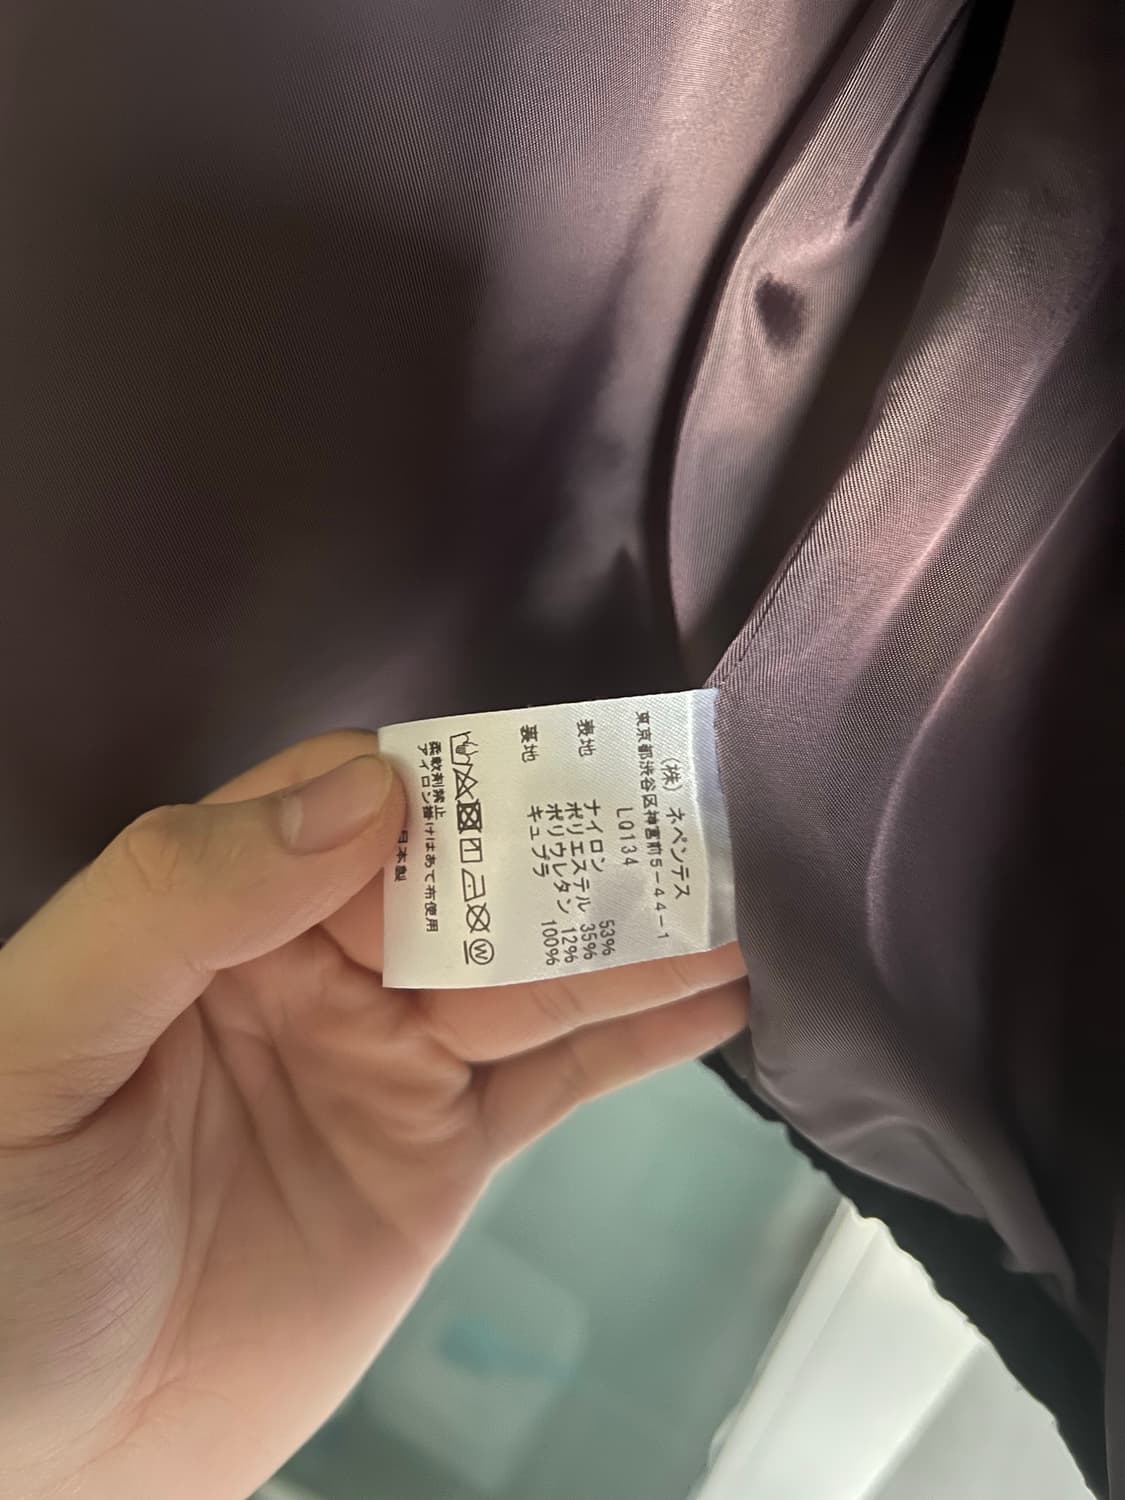 (株) ネペンテス
東京都渋谷区神宮前5-44-1
LQ134
表地 ナイロン 53%
ポリエステル 35%
ポリウレタン 12%
裏地 キュプラ 100%
W
柔軟剤禁止
アイロン掛けはあて布使用
日本製